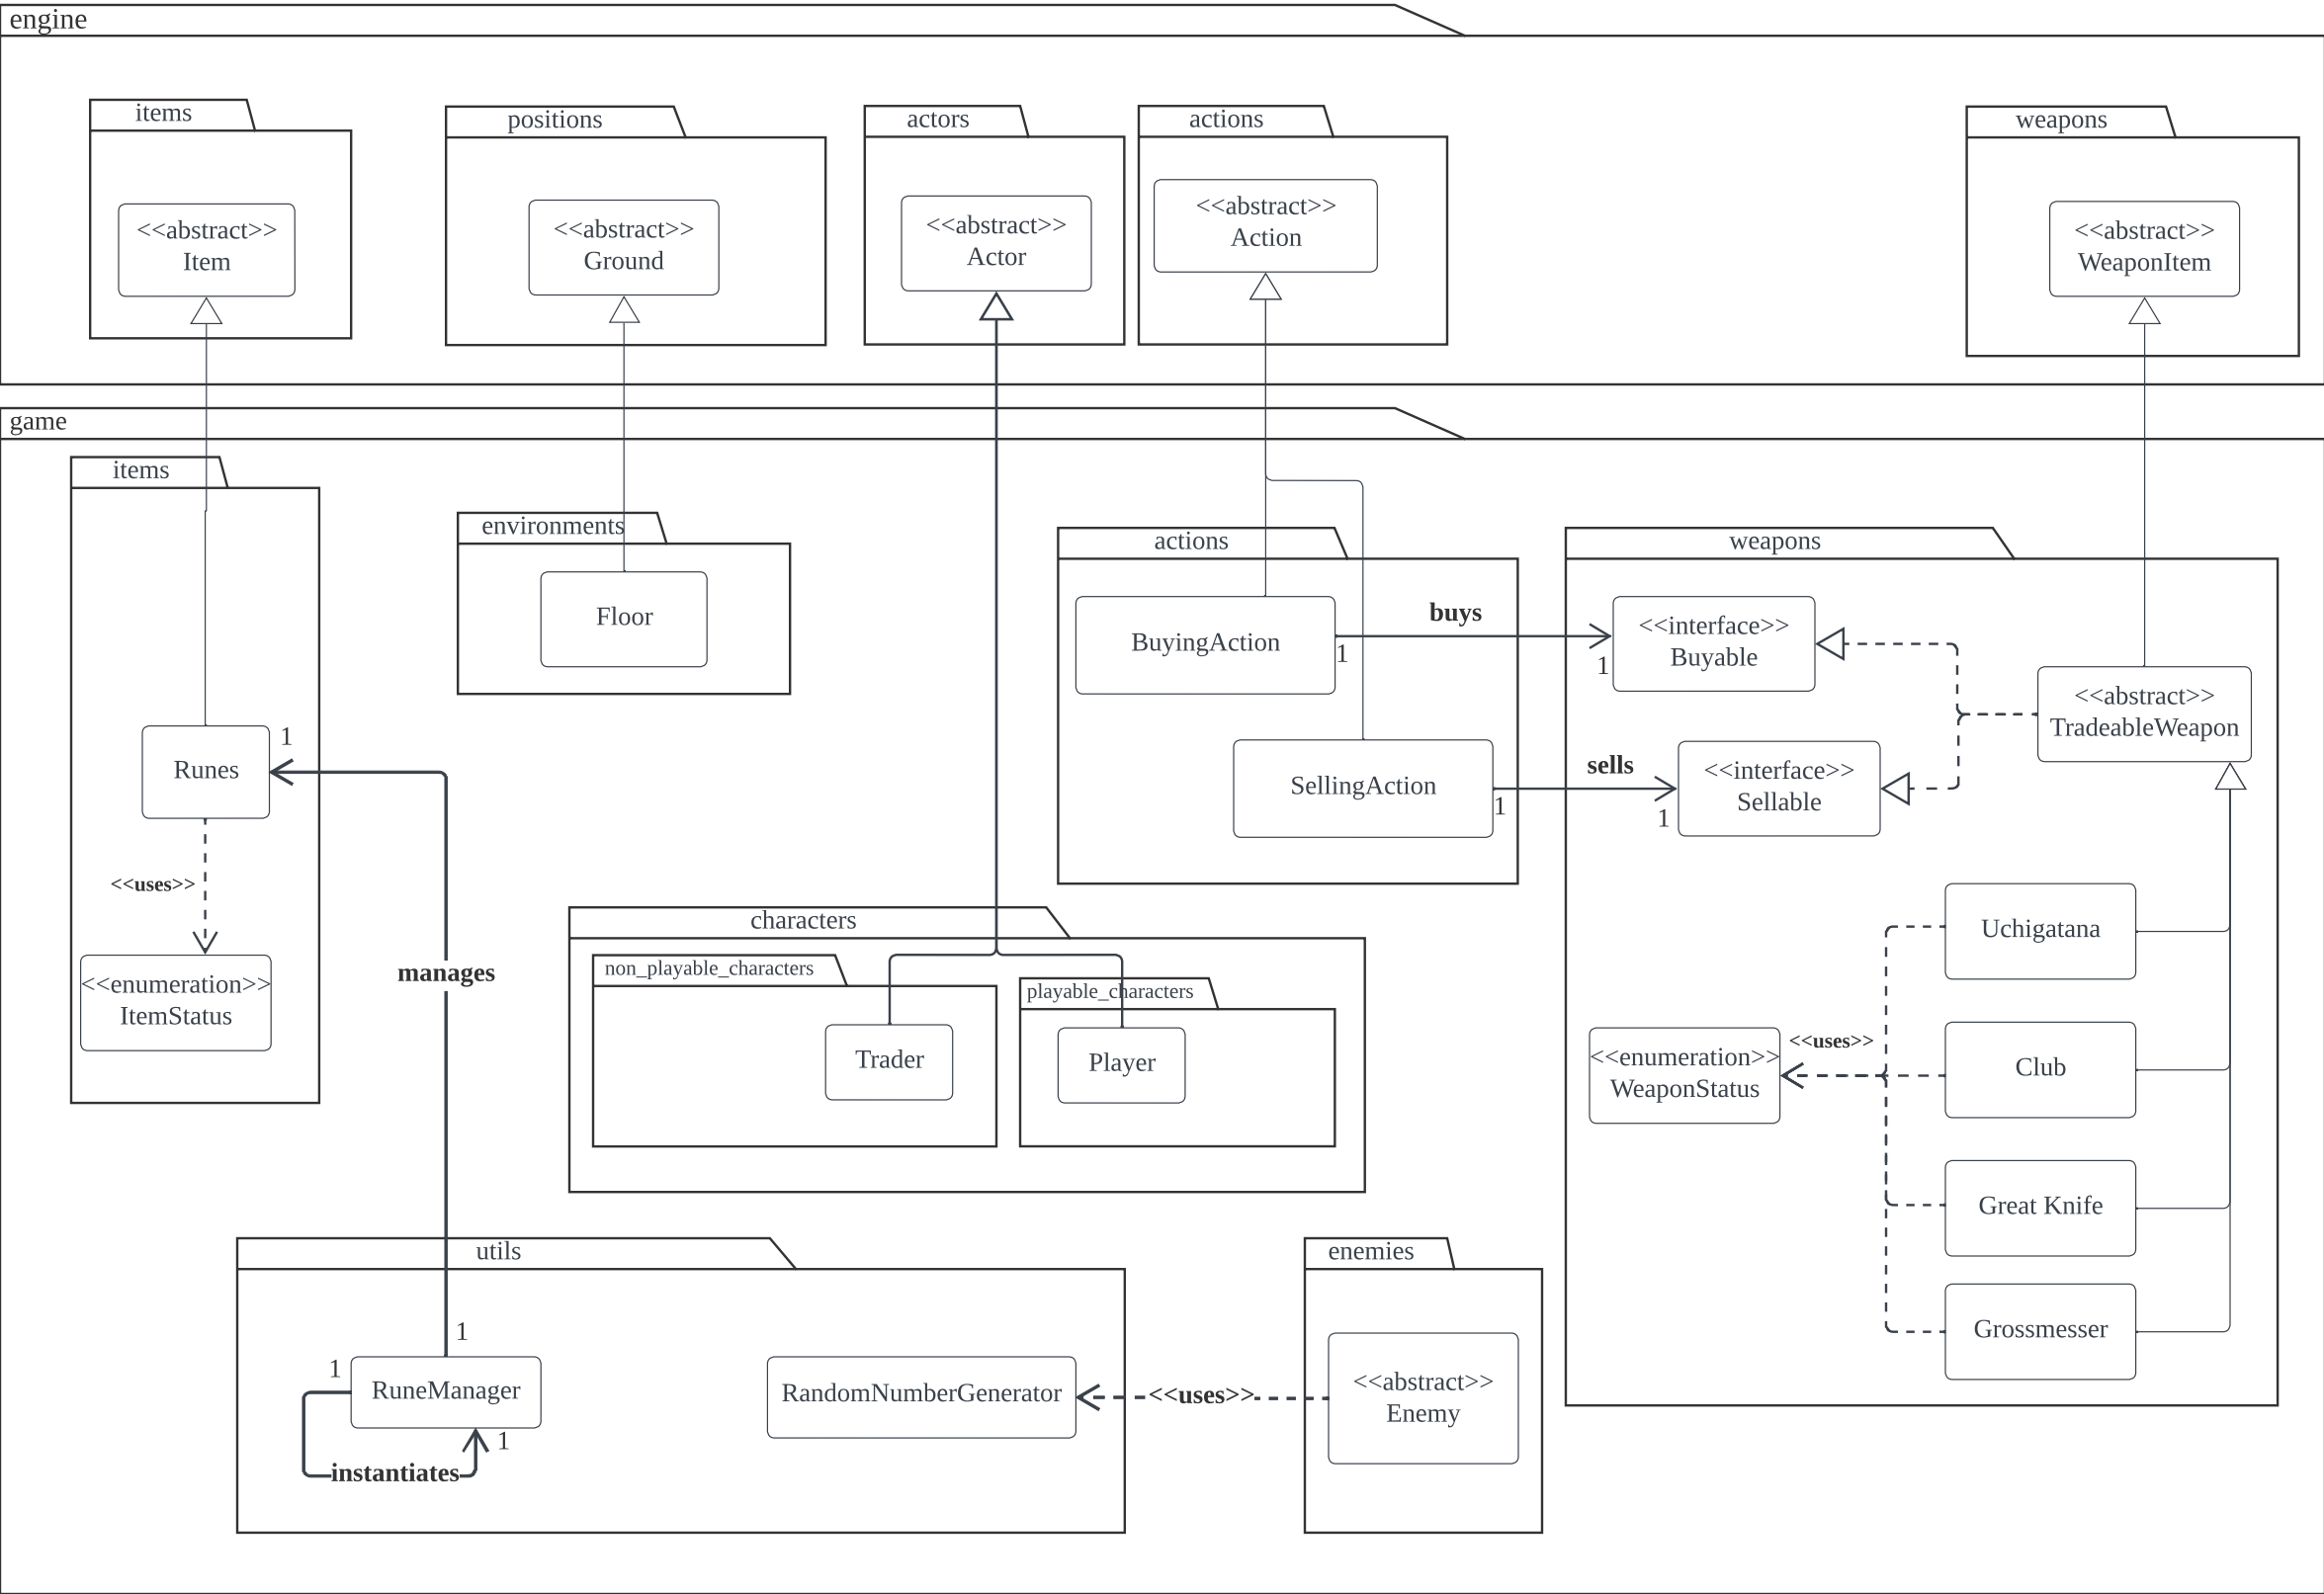 engine
items
positions
actors
actions
weapons
<<abstract>>
Item
<<abstract>>
Ground
<<abstract>>
Actor
<<abstract>>
Action
<<abstract>>
WeaponItem
game
items
environments
actions
weapons
Floor
BuyingAction
buys
1
1
<<interface>>
Buyable
<<abstract>>
TradeableWeapon
Runes
1
SellingAction
sells
1
1
<<interface>>
Sellable
<<uses>>
<<enumeration>>
ItemStatus
manages
characters
non_playable_characters
playable_characters
Trader
Player
Uchigatana
<<uses>>
<<enumeration>>
WeaponStatus
Club
Great Knife
Grossmesser
utils
enemies
1
1
RuneManager
1
instantiates
RandomNumberGenerator
<<uses>>
<<abstract>>
Enemy